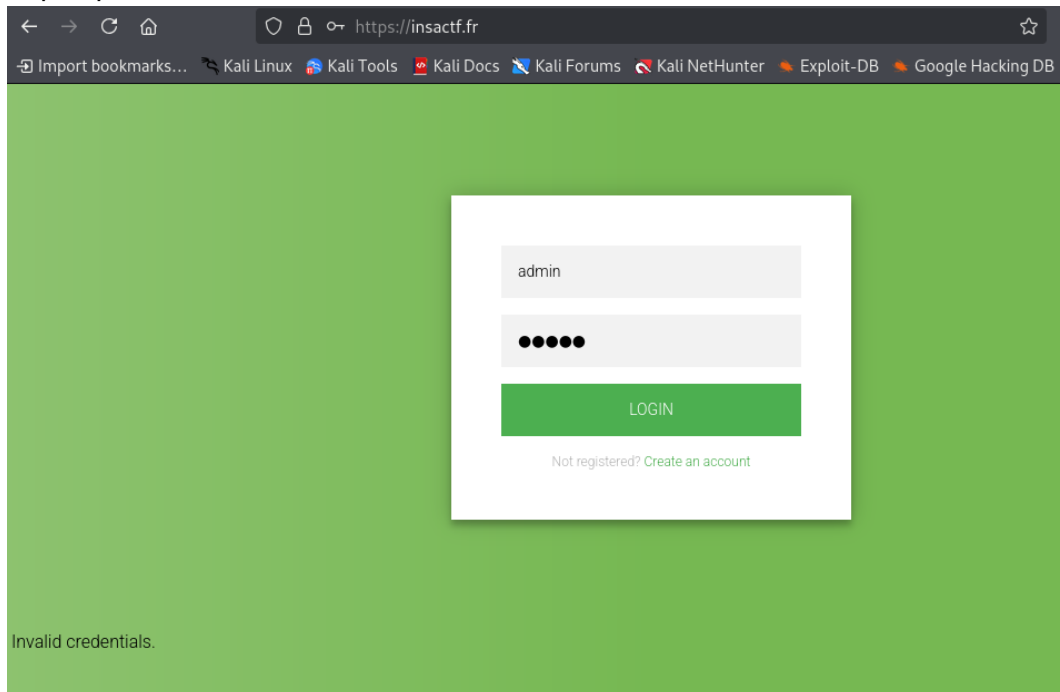 https://insactf.fr
Import bookmarks... Kali Linux Kali Tools Kali Docs Kali Forums Kali NetHunter Exploit-DB Google Hacking DB
admin
●●●●●
LOGIN
Not registered? Create an account
Invalid credentials.